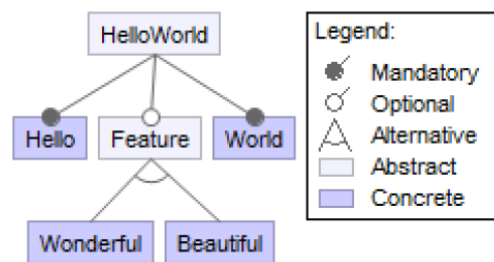 HelloWorld
Hello
Feature
World
Wonderful
Beautiful
Legend:
Mandatory
Optional
Alternative
Abstract
Concrete